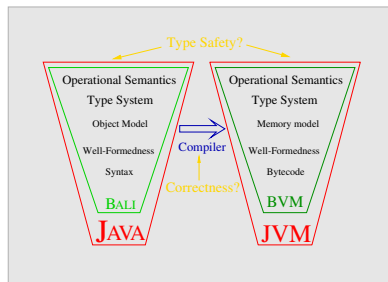 Type Safety?
Operational Semantics
Type System
Object Model
Well-Formedness
Syntax
BALI
JAVA
Compiler
Correctness?
Operational Semantics
Type System
Memory model
Well-Formedness
Bytecode
BVM
JVM